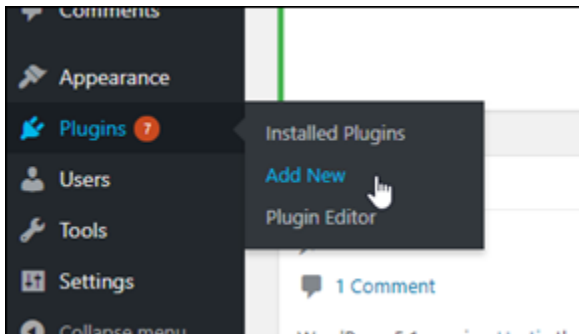 Comments
Appearance
Plugins 7
Installed Plugins
Add New
Plugin Editor
Users
Tools
Settings
1 Comment
Collapse menu